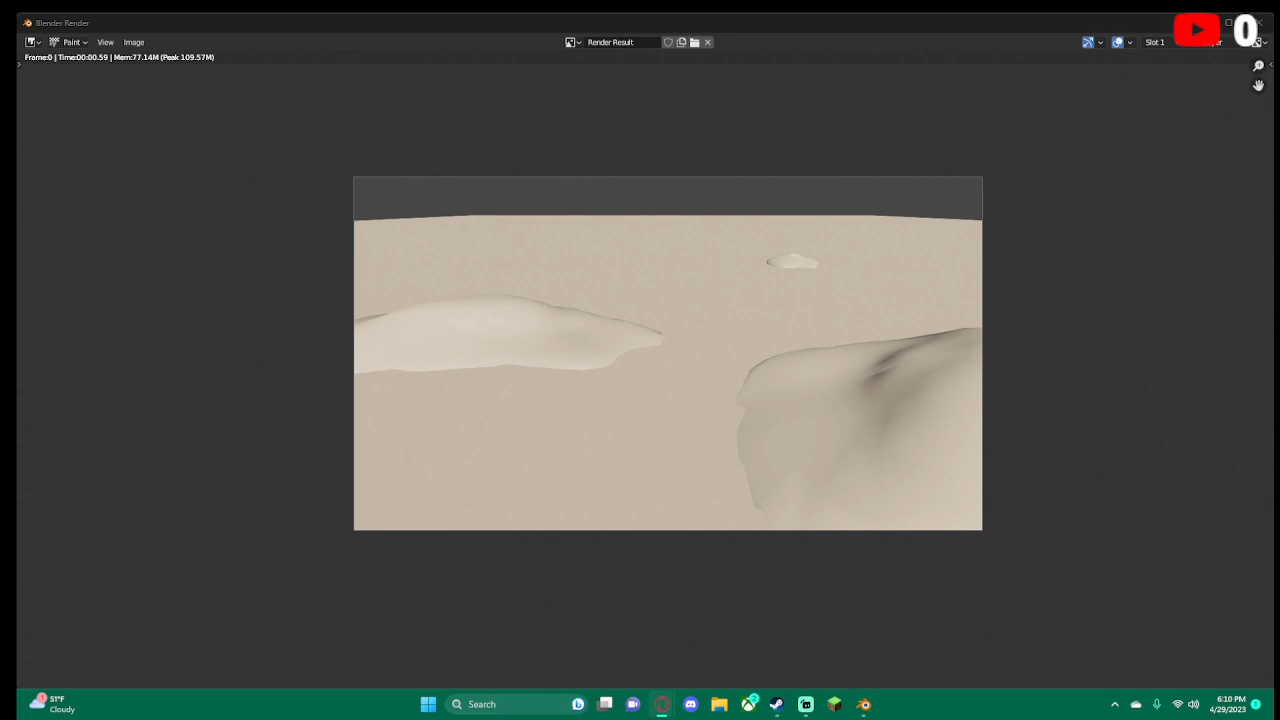 Blender Render
0
Paint View Image
Render Result
Slot 1
Frame:0 | Time:00:00.59 | Mem:77.14M (Peak 109.57M)
51°F
Cloudy
Search
6:10 PM
4/29/2023